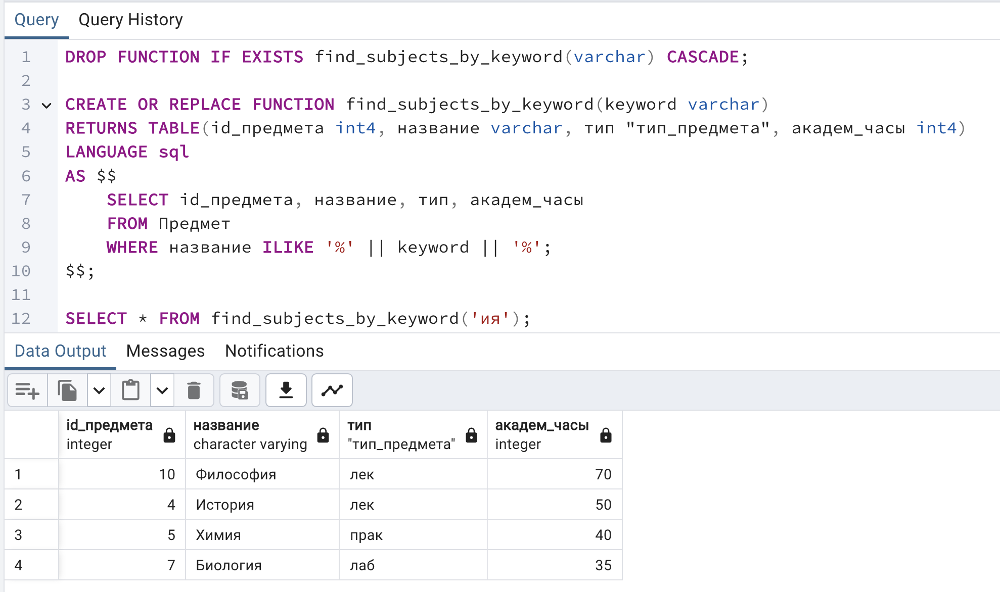 Query Query History
1 DROP FUNCTION IF EXISTS find_subjects_by_keyword(varchar) CASCADE;
2
3 CREATE OR REPLACE FUNCTION find_subjects_by_keyword(keyword varchar)
4 RETURNS TABLE(id_предмета int4, название varchar, тип "тип_предмета", академ_часы int4)
5 LANGUAGE sql
6 AS $$
7 SELECT id_предмета, название, тип, академ_часы
8 FROM Предмет
9 WHERE название ILIKE '%' || keyword || '%';
10 $$;
11
12 SELECT * FROM find_subjects_by_keyword('ия');
Data Output Messages Notifications
id_предмета название тип академ_часы
integer character varying "тип_предмета" integer
1 10 Философия лек 70
2 4 История лек 50
3 5 Химия прак 40
4 7 Биология лаб 35